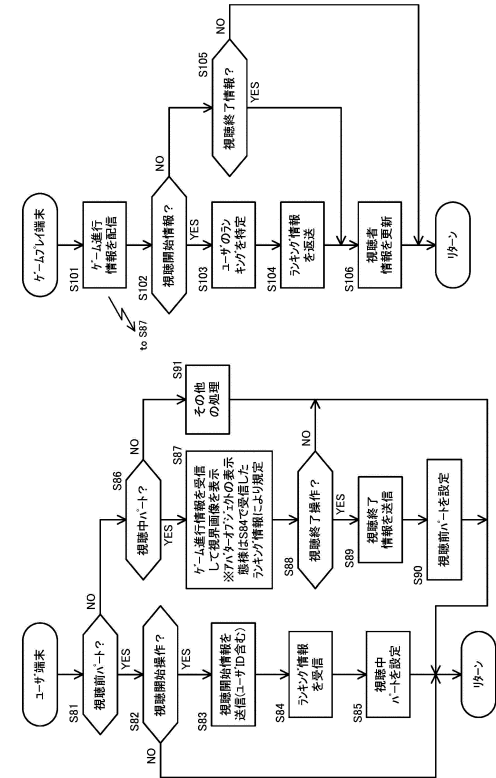 ユーザ端末
S81
視聴前パート?
NO
YES
S82
視聴開始操作?
NO
YES
S83
視聴開始情報を
送信(ユーザID含む)
S84
ランキング情報
を受信
S85
視聴中
パートを設定
リターン
S86
視聴中パート?
NO
YES
S87
ゲーム進行情報を受信
して視界画像を表示
※アバターオブジェクトの表示
態様はS84で受信した
ランキング情報により規定
S88
視聴終了操作?
NO
YES
S89
視聴終了
情報を送信
S90
視聴前パートを設定
S91
その他
の処理
ゲームプレイ端末
S101
ゲーム進行
情報を配信
to S87
S102
視聴開始情報?
NO
YES
S103
ユーザのラン
キングを特定
S104
ランキング情報
を返送
S105
視聴終了情報?
NO
YES
S106
視聴者
情報を更新
リターン